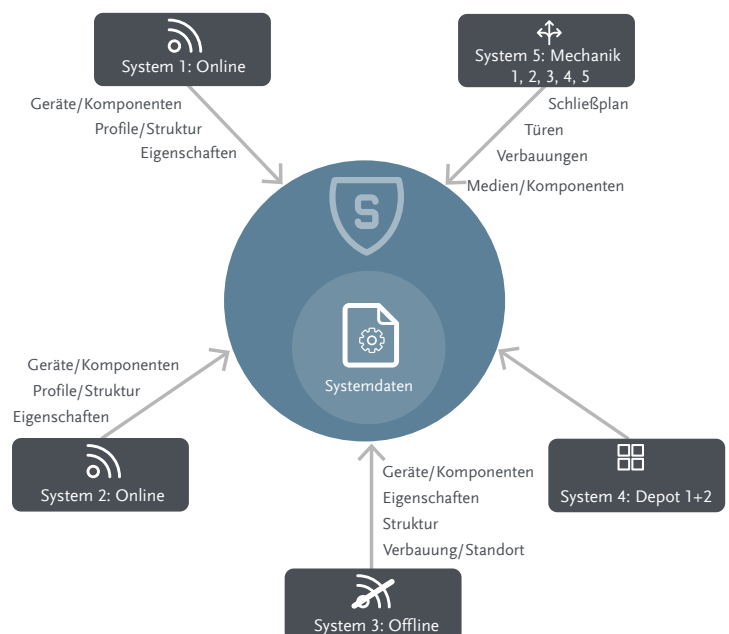 System 1: Online
Geräte/Komponenten
Profile/Struktur
Eigenschaften
System 5: Mechanik
1, 2, 3, 4, 5
Schließplan
Türen
Verbauungen
Medien/Komponenten
S
Systemdaten
Geräte/Komponenten
Profile/Struktur
Eigenschaften
System 2: Online
Geräte/Komponenten
Eigenschaften
Struktur
Verbauung/Standort
System 3: Offline
System 4: Depot 1+2